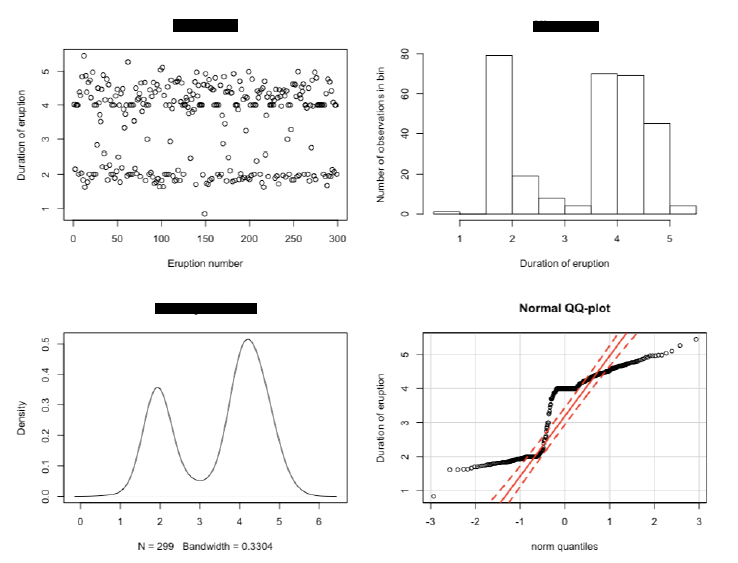 Duration of eruption
5
4
3
2
1
0 50 100 150 200 250 300
Eruption number
Number of observations in bin
80
60
40
20
0
1 2 3 4 5
Duration of eruption
Density
0.5
0.4
0.3
0.2
0.1
0.0
0 1 2 3 4 5 6
N = 299 Bandwidth = 0.3304
Normal QQ-plot
Duration of eruption
5
4
3
2
1
-3 -2 -1 0 1 2 3
norm quantiles